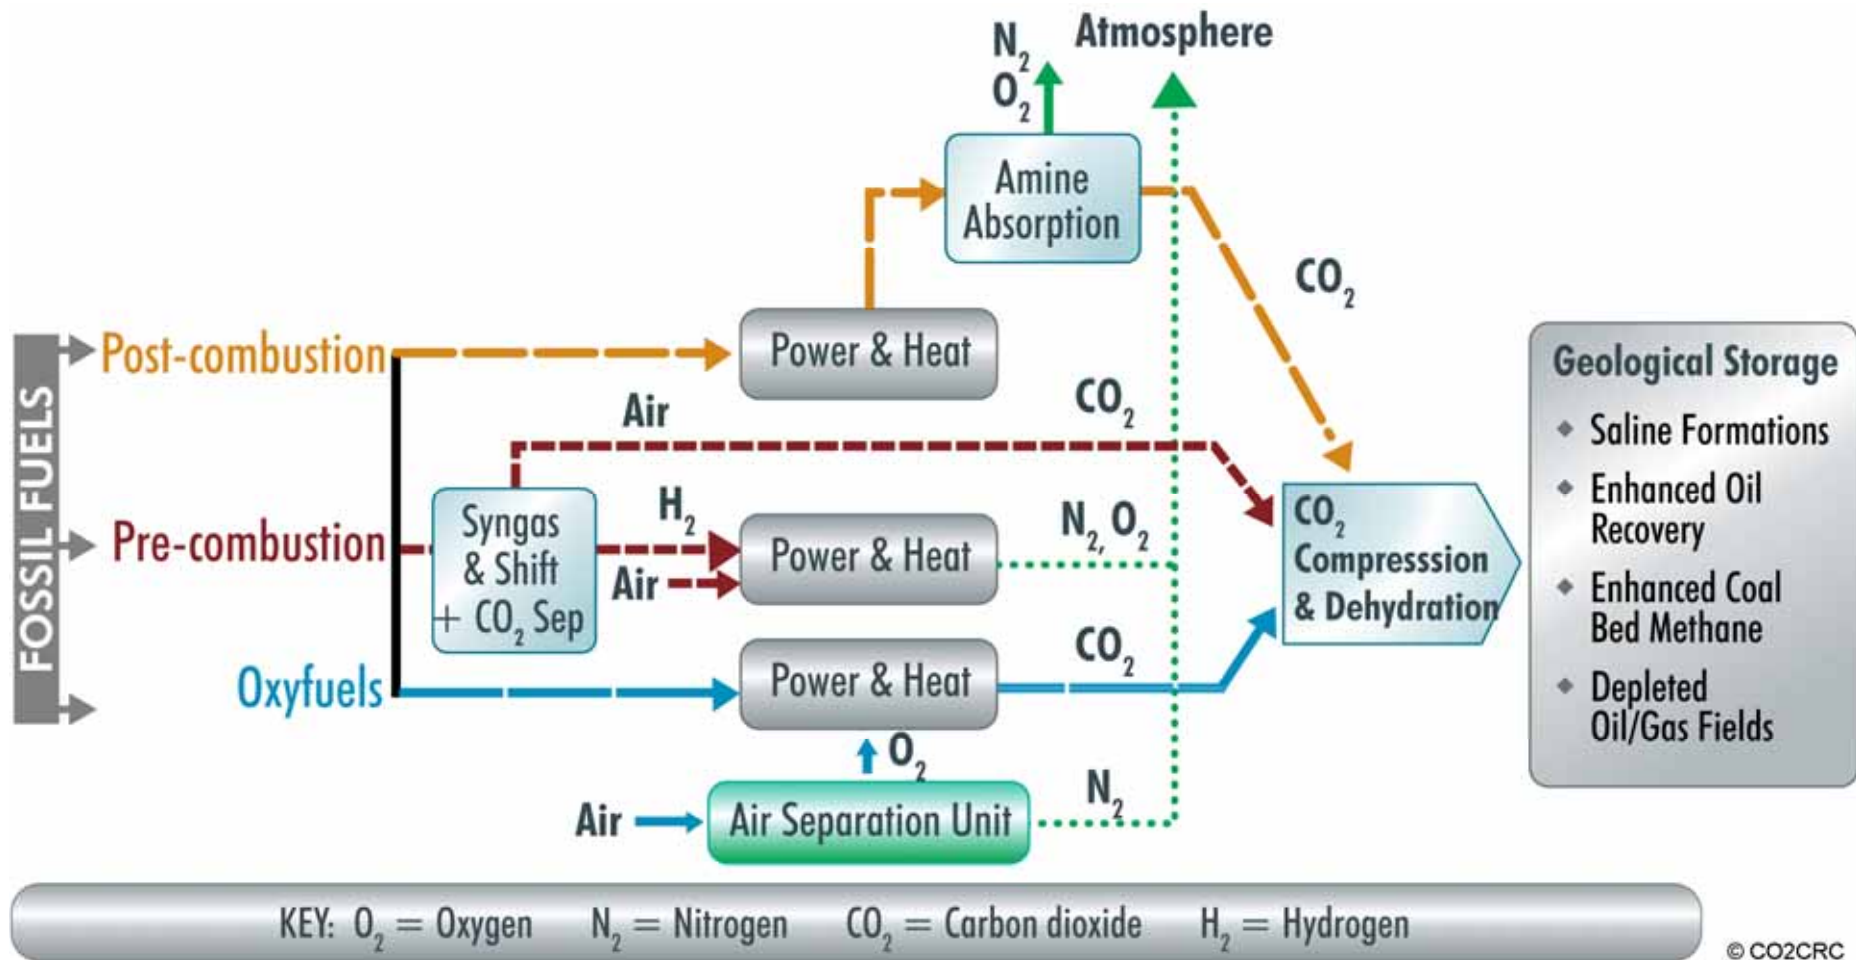 N₂
O₂
Atmosphere
Amine
Absorption
CO₂
FOSSIL FUELS
Post-combustion
Power & Heat
Air
CO₂
Pre-combustion
Syngas
& Shift
+ CO₂ Sep
H₂
Air
Power & Heat
N₂, O₂
CO₂
Compresssion
& Dehydration
Oxyfuels
Power & Heat
CO₂
O₂
Air
Air Separation Unit
N₂
Geological Storage
Saline Formations
Enhanced Oil
Recovery
Enhanced Coal
Bed Methane
Depleted
Oil/Gas Fields
KEY: O₂ = Oxygen N₂ = Nitrogen CO₂ = Carbon dioxide H₂ = Hydrogen
© CO2CRC